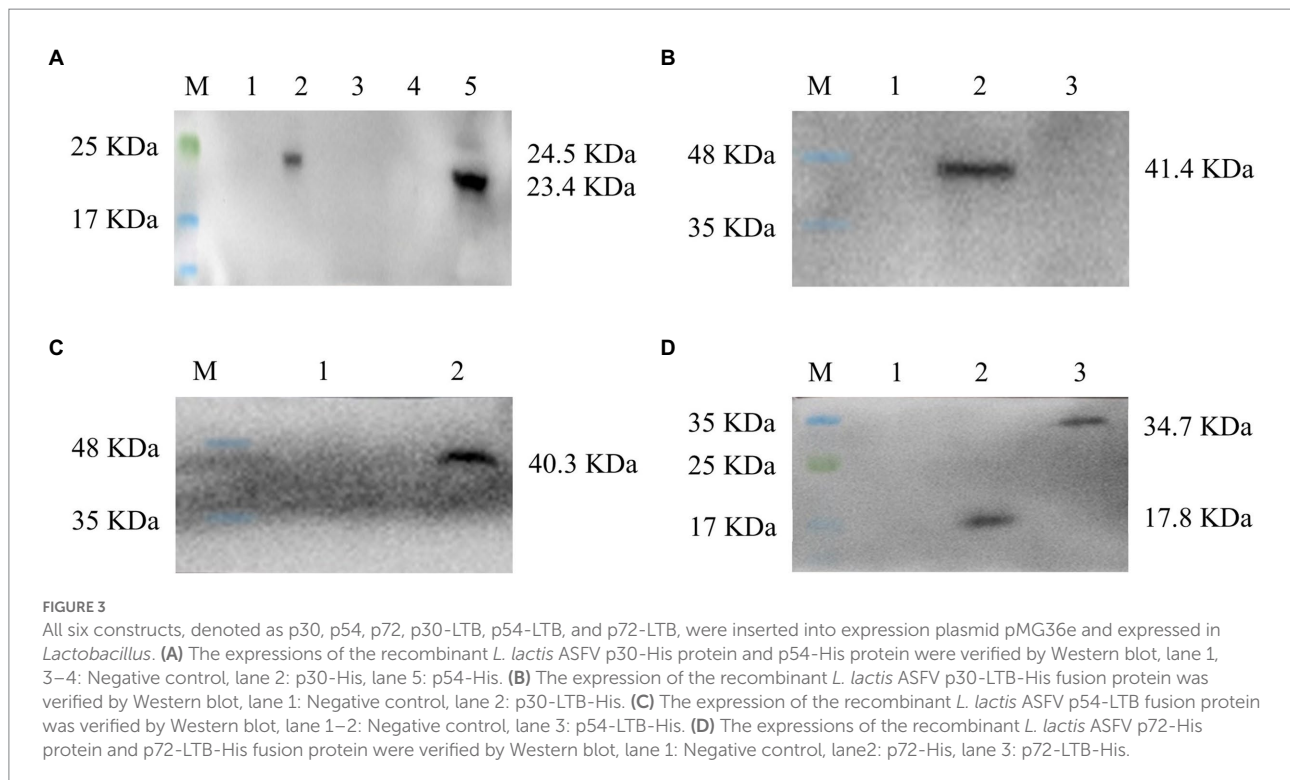 A
M 1 2 3 4 5
25 KDa
17 KDa
24.5 KDa
23.4 KDa
B
M 1 2 3
48 KDa
35 KDa
41.4 KDa
C
M 1 2
48 KDa
35 KDa
40.3 KDa
D
M 1 2 3
35 KDa
25 KDa
17 KDa
34.7 KDa
17.8 KDa
FIGURE 3
All six constructs, denoted as p30, p54, p72, p30-LTB, p54-LTB, and p72-LTB, were inserted into expression plasmid pMG36e and expressed in
Lactobacillus. (A) The expressions of the recombinant L. lactis ASFV p30-His protein and p54-His protein were verified by Western blot, lane 1,
3–4: Negative control, lane 2: p30-His, lane 5: p54-His. (B) The expression of the recombinant L. lactis ASFV p30-LTB-His fusion protein was
verified by Western blot, lane 1: Negative control, lane 2: p30-LTB-His. (C) The expression of the recombinant L. lactis ASFV p54-LTB fusion protein
was verified by Western blot, lane 1–2: Negative control, lane 3: p54-LTB-His. (D) The expressions of the recombinant L. lactis ASFV p72-His
protein and p72-LTB-His fusion protein were verified by Western blot, lane 1: Negative control, lane2: p72-His, lane 3: p72-LTB-His.